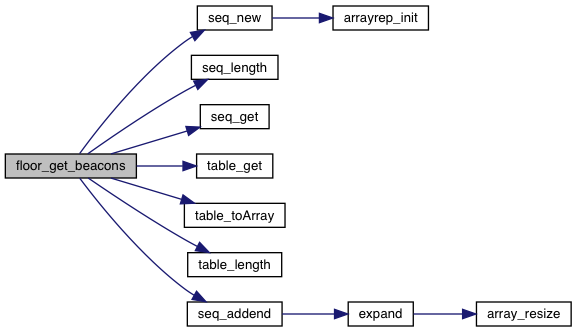 seq_new
arrayrep_init
seq_length
seq_get
floor_get_beacons
table_get
table_toArray
table_length
seq_addend
expand
array_resize